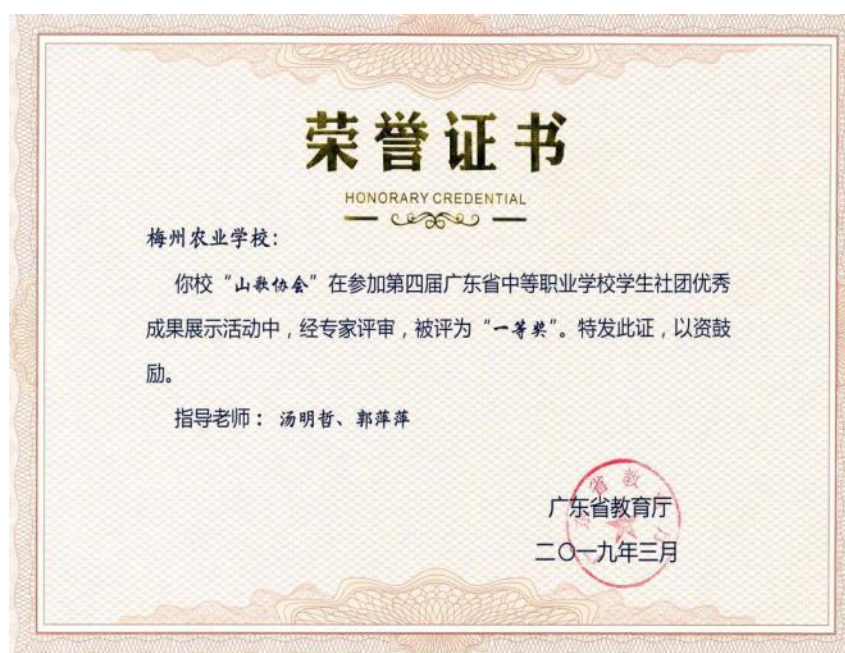 荣誉证书
HONORARY CREDENTIAL
梅州农业学校：
你校“山歌协会”在参加第四届广东省中等职业学校学生社团优秀
成果展示活动中，经专家评审，被评为“一等奖”。特发此证，以资鼓
励。
指导老师：汤明哲、郭萍萍
广东省教育厅
二〇一九年三月